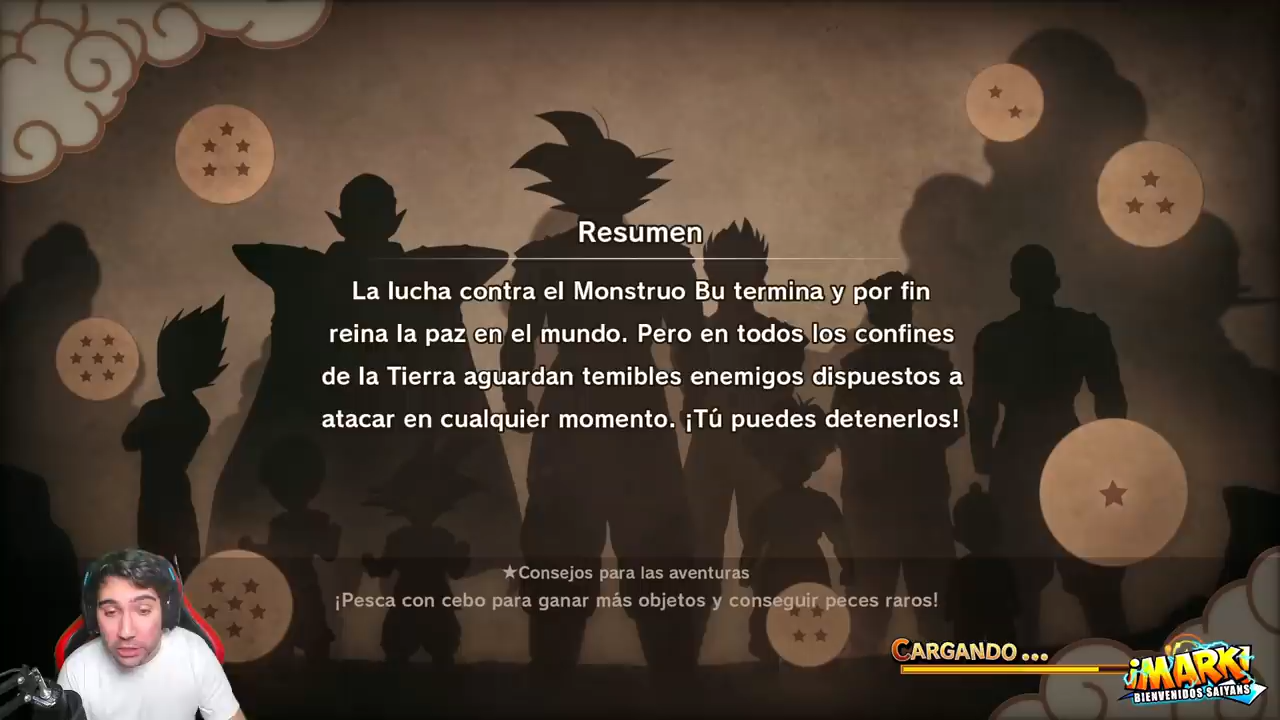 Resumen
La lucha contra el Monstruo Bu termina y por fin
reina la paz en el mundo. Pero en todos los confines
de la Tierra aguardan temibles enemigos dispuestos a
atacar en cualquier momento. ¡Tú puedes detenerlos!
★Consejos para las aventuras
¡Pesca con cebo para ganar más objetos y conseguir peces raros!
CARGANDO...
¡MARK!
BIENVENIDOS SAIYANS